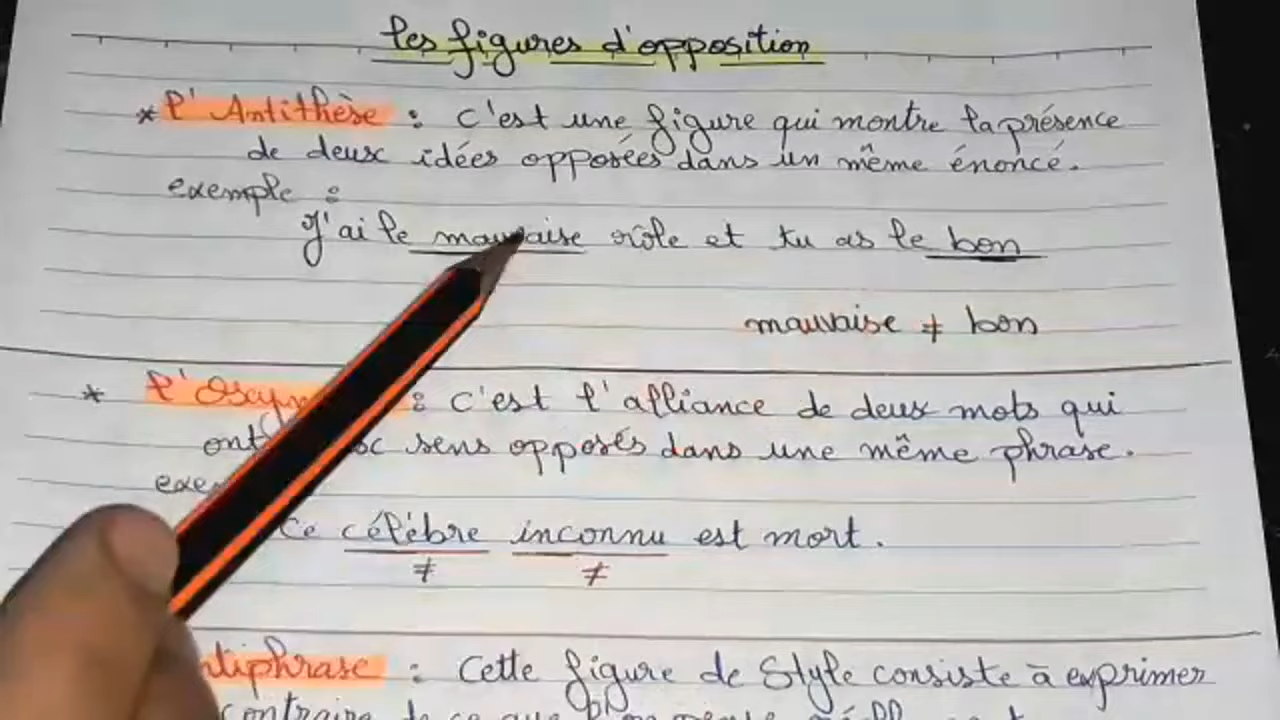 les figures d'opposition
* l'Antithèse : c'est une figure qui montre la présence
de deux idées opposées dans un même énoncé.
exemple :
J'ai le mauvaise rôle et tu as le bon
mauvaise ≠ bon
* : c'est l'alliance de deux mots qui
ont sens opposés dans une même phrase.
Ce célèbre inconnu est mort.
≠ ≠
: Cette figure de Style consiste à exprimer